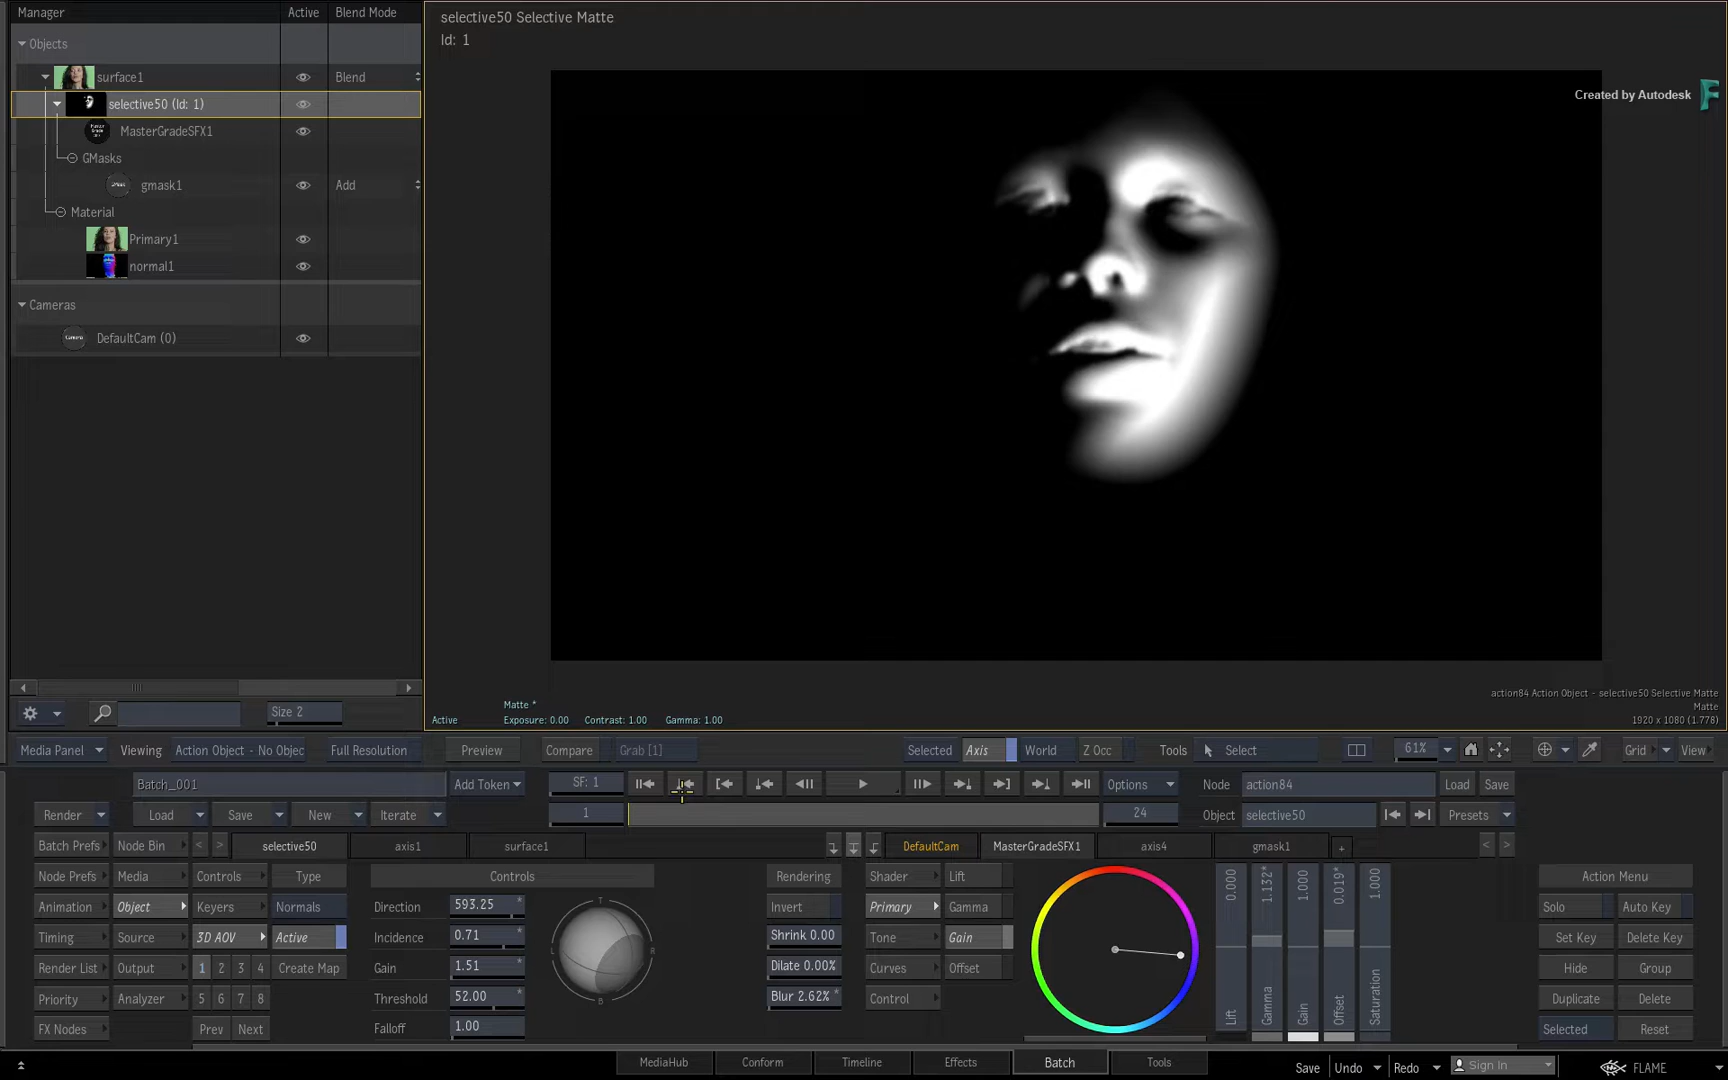 Manager Active Blend Mode
Objects
surface1 Blend
selective50 (Id: 1)
MasterGradeSFX1
GMasks
gmask1 Add
Material
Primary1
normal1
Cameras
DefaultCam (0)
Size 2
selective50 Selective Matte
Id: 1
Created by Autodesk
action84 Action Object - selective50 Selective Matte
Matte
1920 x 1080 (1.778)
Matte *
Active Exposure: 0.00 Contrast: 1.00 Gamma: 1.00
Media Panel Viewing Action Object - No Objec Full Resolution Preview Compare Grab [1] Selected Axis World Z Occ Tools Select 61% Grid View
Batch_001 Add Token SF: 1 Options Node action84 Load Save
Render Load Save New Iterate 1 24 Object selective50 Presets
Batch Prefs Node Bin < > selective50 axis1 surface1 DefaultCam MasterGradeSFX1 axis4 gmask1 + < >
Node Prefs Media Controls Type Controls Rendering Shader Lift Action Menu
Animation Object Keyers Normals Direction 593.25 * Invert Primary Gamma Solo Auto Key
Timing Source 3D AOV Active Incidence 0.71 * Shrink 0.00 Tone Gain Set Key Delete Key
Render List Output 1 2 3 4 Create Map Gain 1.51 * Dilate 0.00% Curves Offset Hide Group
Priority Analyzer 5 6 7 8 Threshold 52.00 * Blur 2.62% * Control Duplicate Delete
FX Nodes Prev Next Falloff 1.00 Selected Reset
T
L R
B
Lift 0.000
Gamma 1.132*
Gain 1.000
Offset 0.019*
Saturation 1.000
MediaHub Conform Timeline Effects Batch Tools Save Undo Redo Sign In FLAME